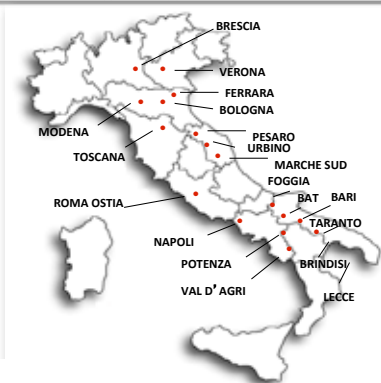 BRESCIA
VERONA
FERRARA
BOLOGNA
MODENA
PESARO
URBINO
TOSCANA
MARCHE SUD
FOGGIA
BAT
BARI
ROMA OSTIA
TARANTO
NAPOLI
POTENZA
BRINDISI
VAL D’ AGRI
LECCE